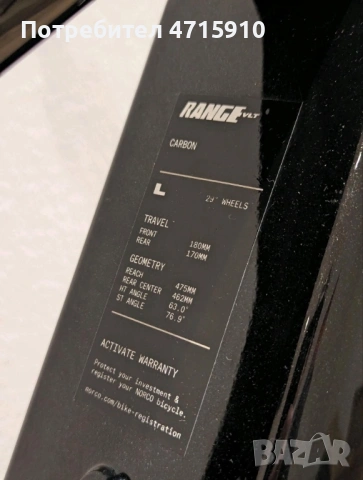 Потребител 4715910
RANGE VLT
CARBON
L 29" WHEELS
TRAVEL
FRONT 180MM
REAR 170MM
GEOMETRY
REACH 475MM
REAR CENTER 462MM
HT ANGLE 63.0°
ST ANGLE 76.9°
ACTIVATE WARRANTY
Protect your investment &
register your NORCO bicycle.
norco.com/bike-registration
BAZAR